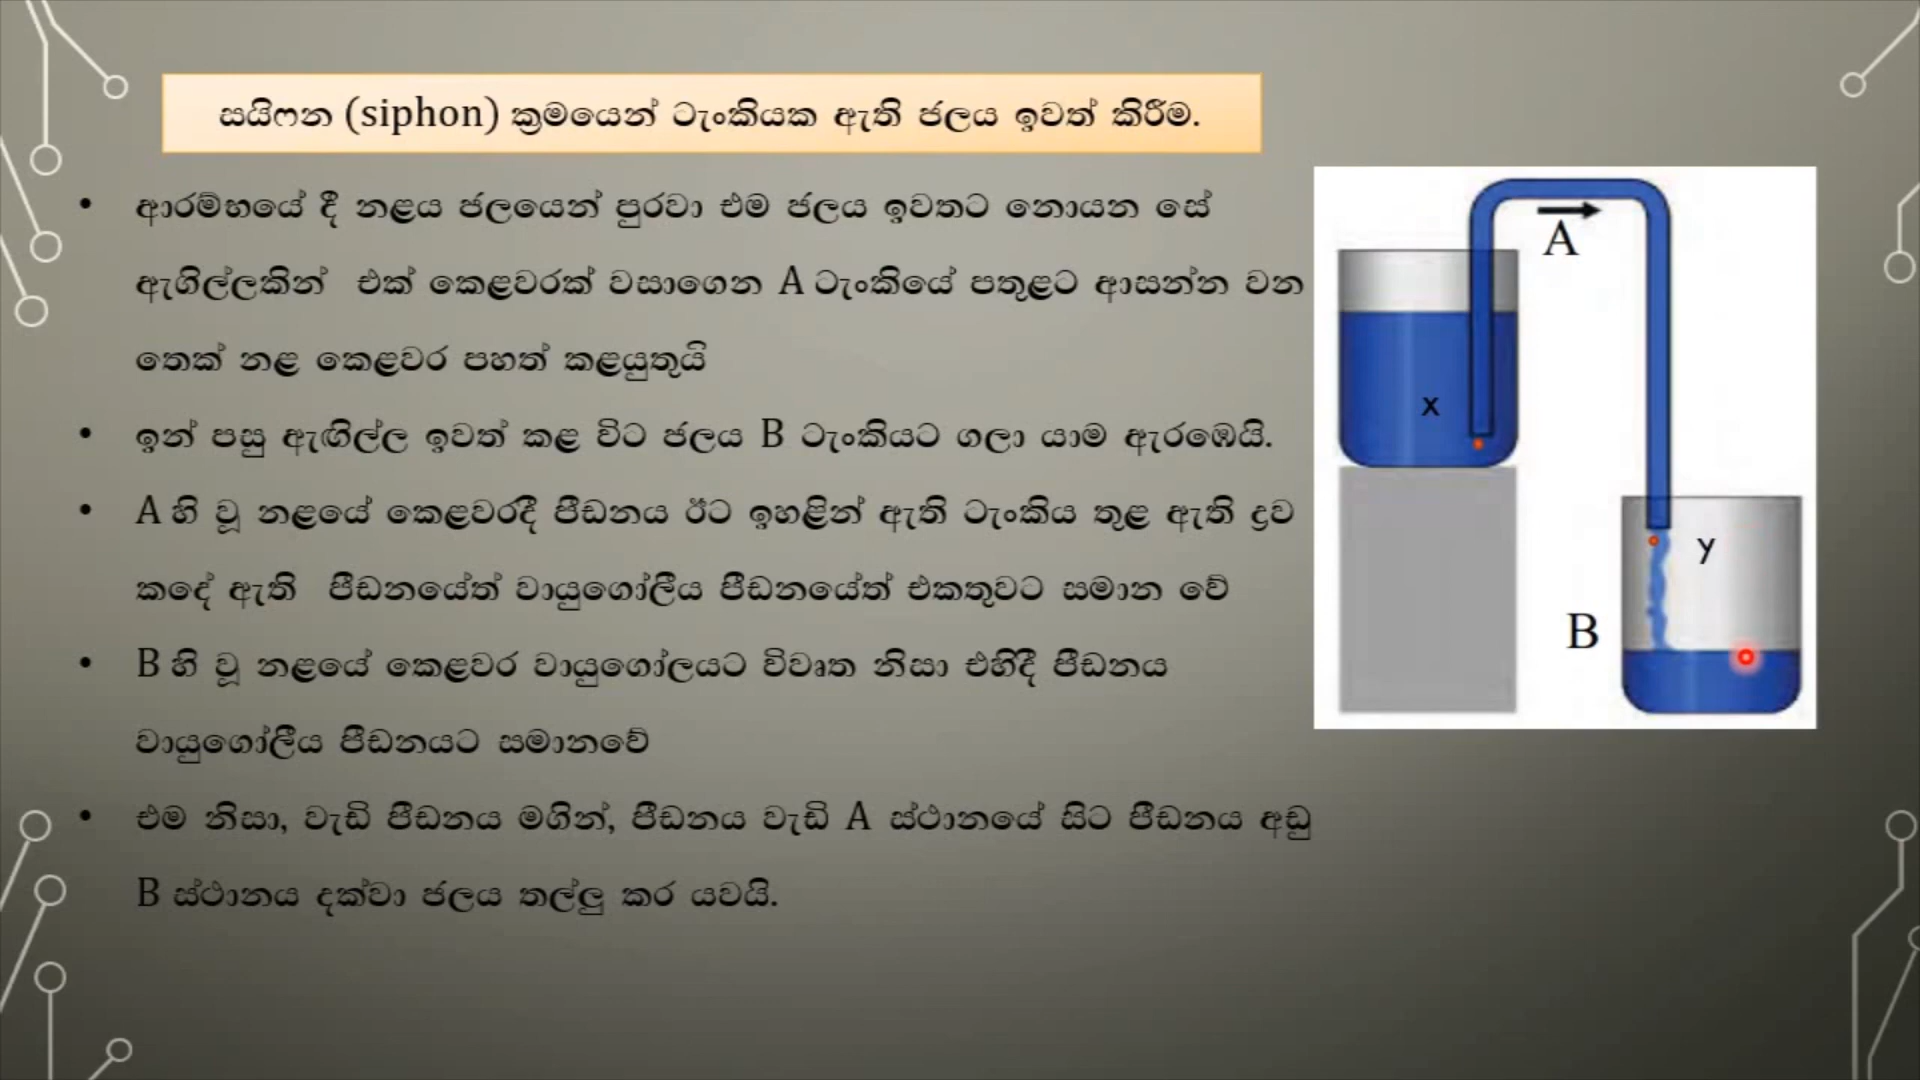 සයිෆන (siphon) ක්‍රමයෙන් ටැංකියක ඇති ජලය ඉවත් කිරීම.
• ආරම්භයේ දී නළය ජලයෙන් පුරවා එම ජලය ඉවතට නොයන සේ
ඇගිල්ලකින් එක් කෙළවරක් වසාගෙන A ටැංකියේ පතුළට ආසන්න වන
තෙක් නළ කෙළවර පහත් කළයුතුයි
• ඉන් පසු ඇඟිල්ල ඉවත් කළ විට ජලය B ටැංකියට ගලා යාම ඇරඹෙයි.
• A හි වූ නළයේ කෙළවරදී පීඩනය ඊට ඉහළින් ඇති ටැංකිය තුළ ඇති ද්‍රව
කඳේ ඇති පීඩනයේත් වායුගෝලීය පීඩනයේත් එකතුවට සමාන වේ
• B හි වූ නළයේ කෙළවර වායුගෝලයට විවෘත නිසා එහිදී පීඩනය
වායුගෝලීය පීඩනයට සමානවේ
• එම නිසා, වැඩි පීඩනය මගින්, පීඩනය වැඩි A ස්ථානයේ සිට පීඩනය අඩු
B ස්ථානය දක්වා ජලය තල්ලු කර යවයි.
A
x
y
B